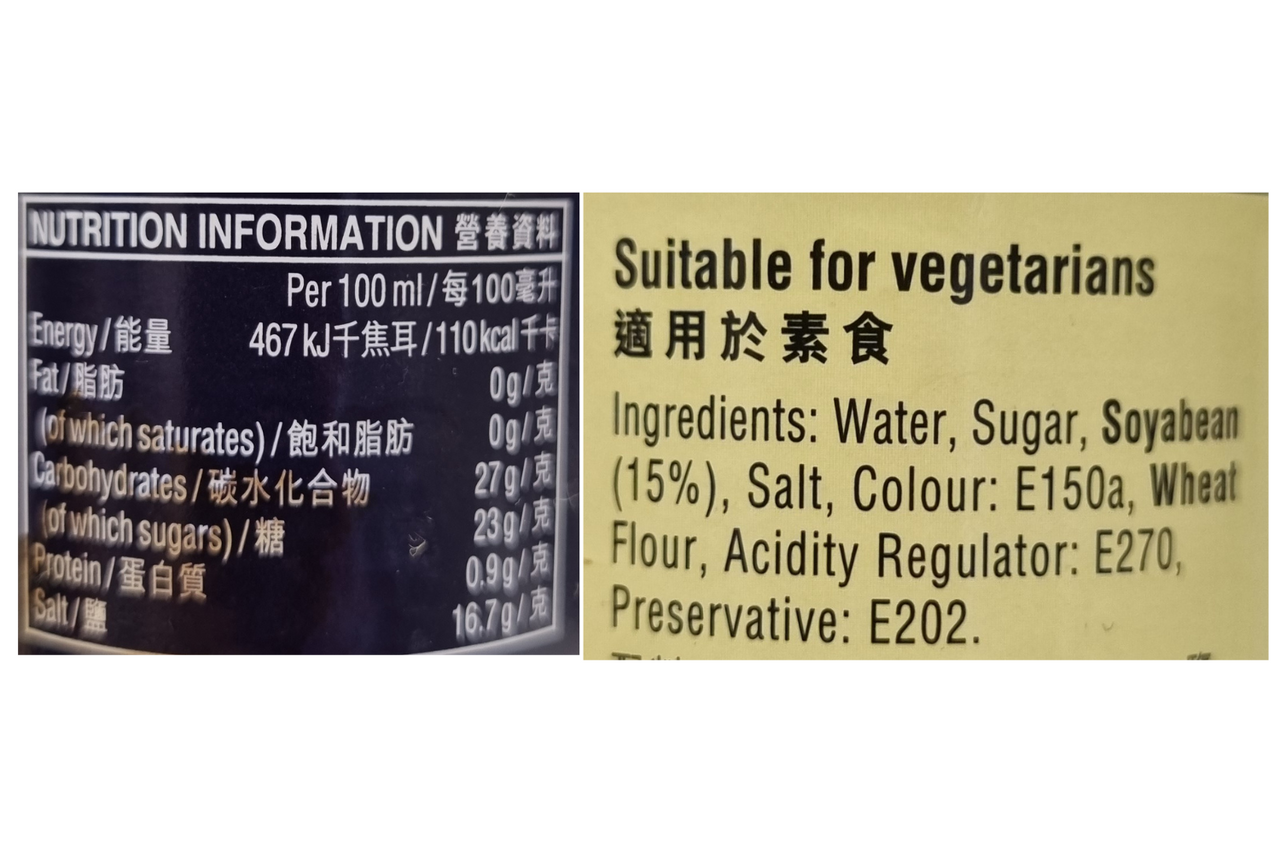 NUTRITION INFORMATION 營養資料
Per 100 ml/每100毫升
Energy/能量 467 kJ千焦耳/110kcal千卡
Fat/脂肪 0g/克
(of which saturates)/飽和脂肪 0g/克
Carbohydrates/碳水化合物 27g/克
(of which sugars)/糖 23g/克
Protein/蛋白質 0.9g/克
Salt/鹽 16.7g/克
Suitable for vegetarians
適用於素食
Ingredients: Water, Sugar, Soyabean
(15%), Salt, Colour: E150a, Wheat
Flour, Acidity Regulator: E270,
Preservative: E202.